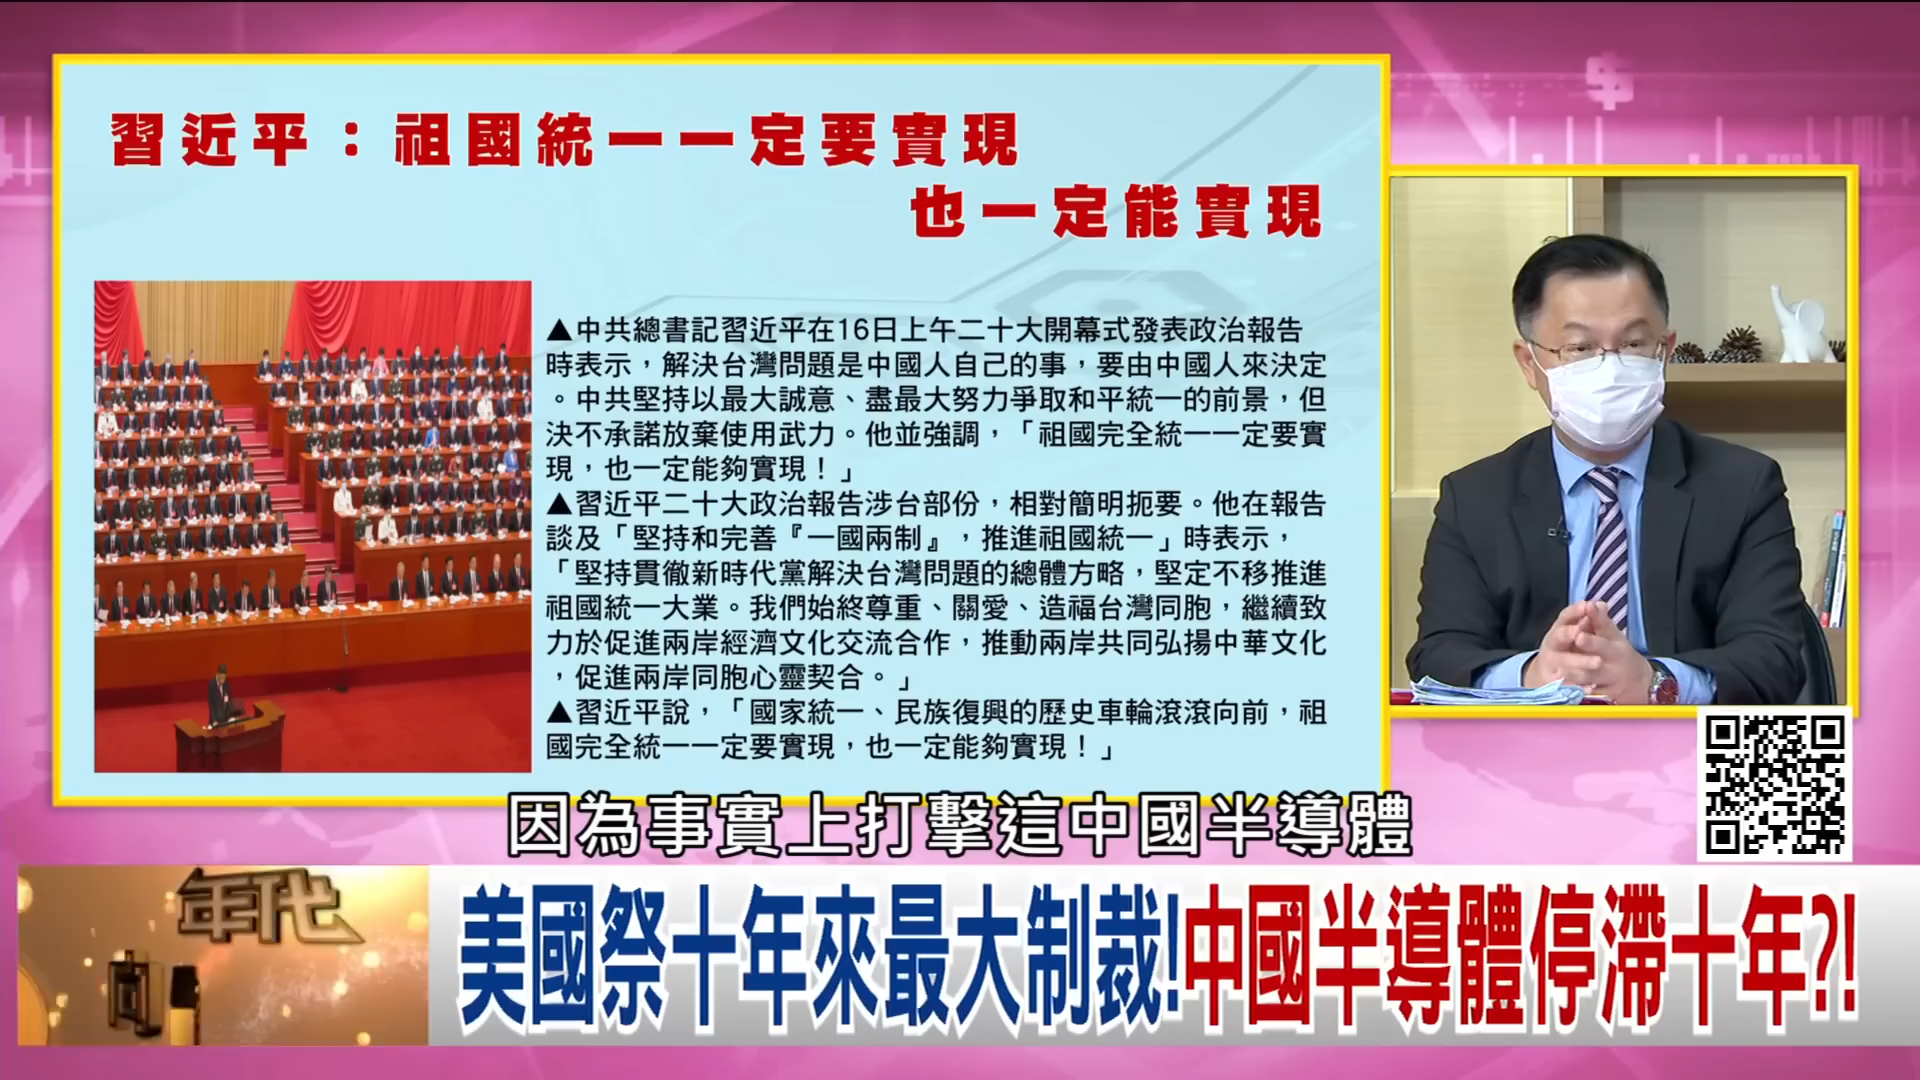 習近平：祖國統一一定要實現
也一定能實現
▲中共總書記習近平在16日上午二十大開幕式發表政治報告
時表示，解決台灣問題是中國人自己的事，要由中國人來決定
。中共堅持以最大誠意、盡最大努力爭取和平統一的前景，但
決不承諾放棄使用武力。他並強調，「祖國完全統一一定要實
現，也一定能夠實現！」
▲習近平二十大政治報告涉台部份，相對簡明扼要。他在報告
談及「堅持和完善『一國兩制』，推進祖國統一」時表示，
「堅持貫徹新時代黨解決台灣問題的總體方略，堅定不移推進
祖國統一大業。我們始終尊重、關愛、造福台灣同胞，繼續致
力於促進兩岸經濟文化交流合作，推動兩岸共同弘揚中華文化
，促進兩岸同胞心靈契合。」
▲習近平說，「國家統一、民族復興的歷史車輪滾滾向前，祖
國完全統一一定要實現，也一定能夠實現！」
因為事實上打擊這中國半導體
年代
向
美國祭十年來最大制裁!中國半導體停滯十年?!